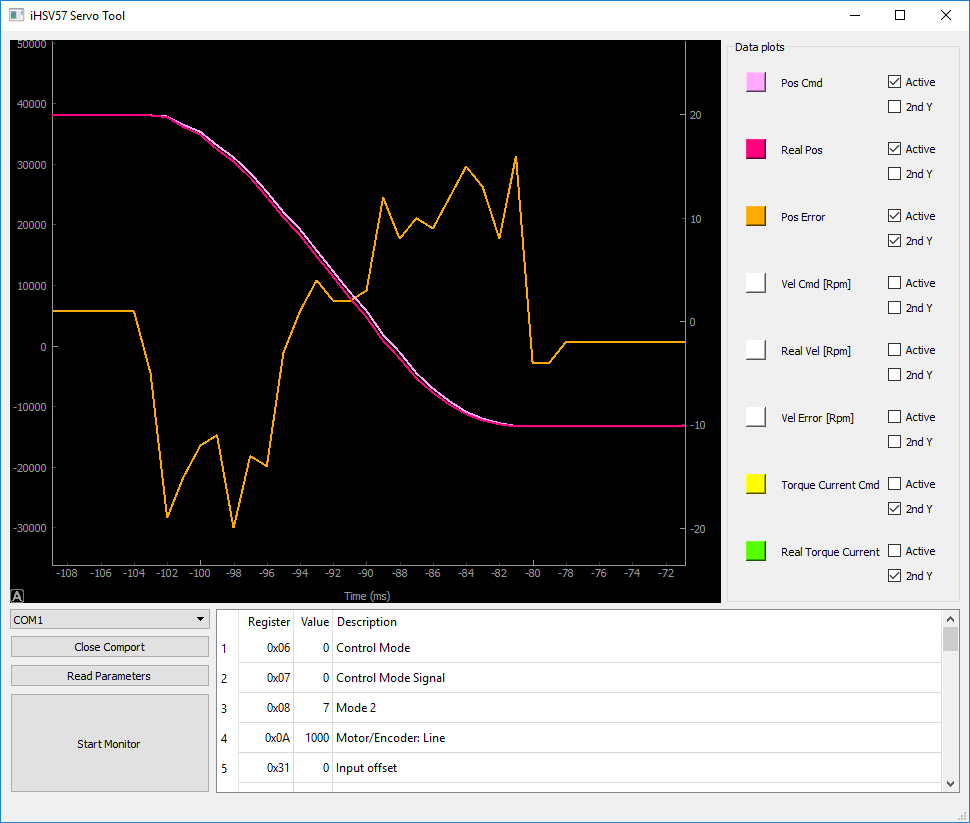 iHSV57 Servo Tool
50000
40000
30000
20000
10000
0
-10000
-20000
-30000
20
10
0
-10
-20
-108 -106 -104 -102 -100 -98 -96 -94 -92 -90 -88 -86 -84 -82 -80 -78 -76 -74 -72
Time (ms)
A
Data plots
Pos Cmd Active
2nd Y
Real Pos Active
2nd Y
Pos Error Active
2nd Y
Vel Cmd [Rpm] Active
2nd Y
Real Vel [Rpm] Active
2nd Y
Vel Error [Rpm] Active
2nd Y
Torque Current Cmd Active
2nd Y
Real Torque Current Active
2nd Y
COM1
Close Comport
Read Parameters
Start Monitor
Register Value Description
1 0x06 0 Control Mode
2 0x07 0 Control Mode Signal
3 0x08 7 Mode 2
4 0x0A 1000 Motor/Encoder: Line
5 0x31 0 Input offset